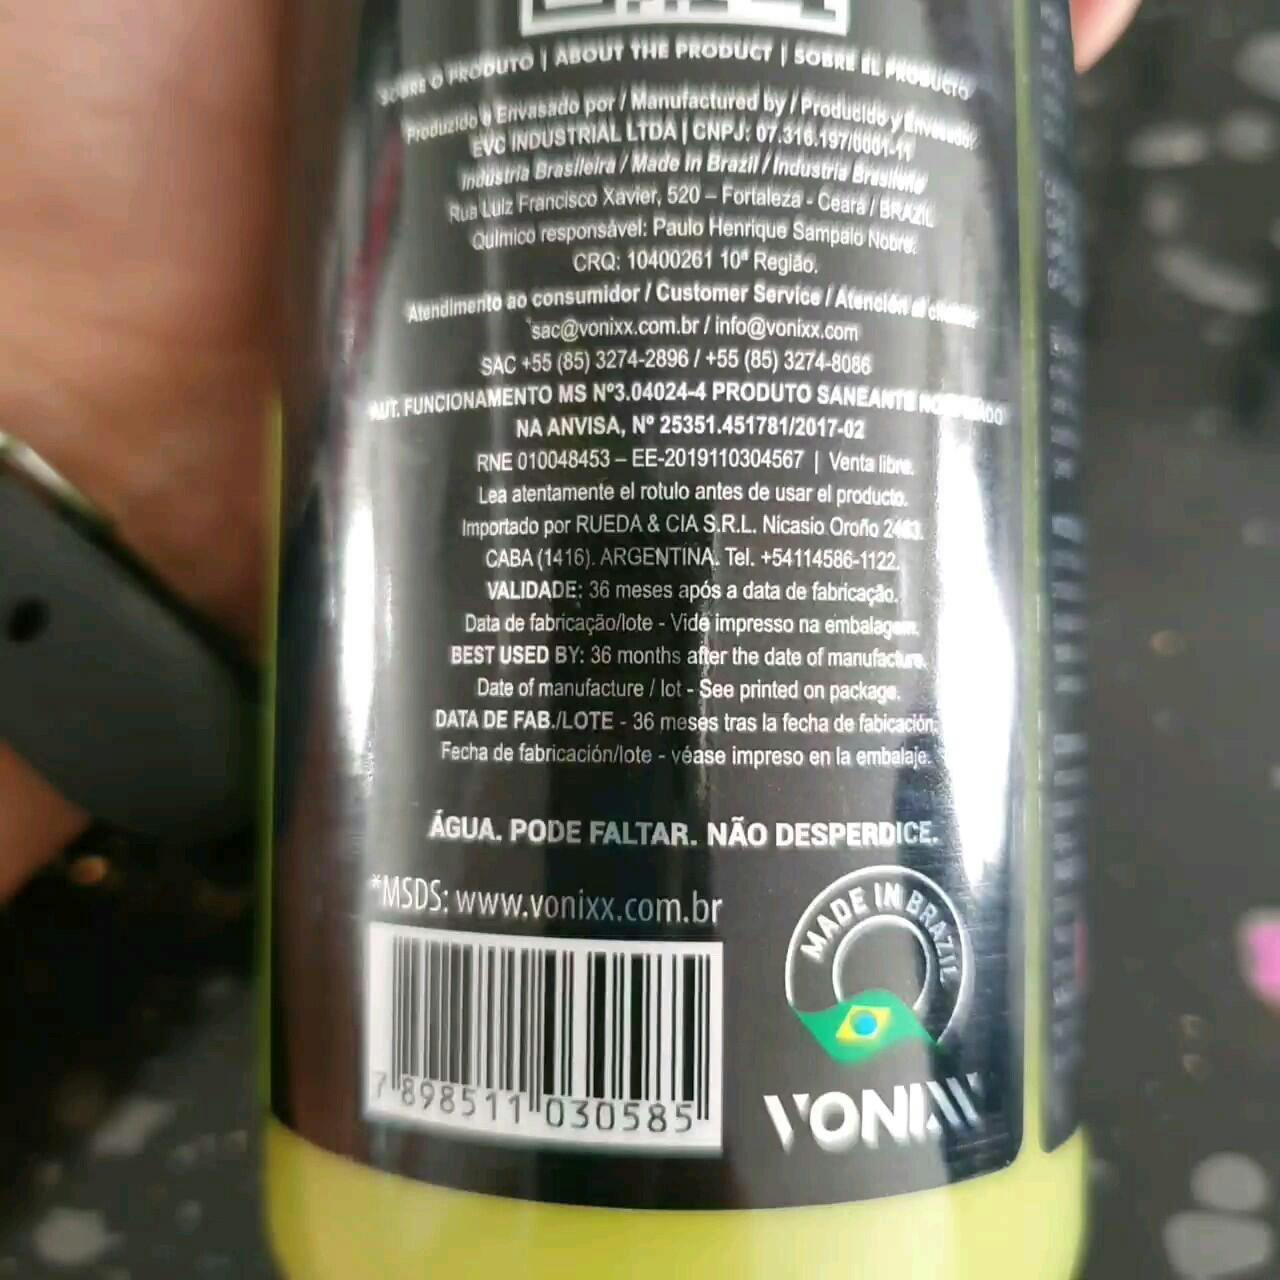 SOBRE O PRODUTO | ABOUT THE PRODUCT | SOBRE EL PRODUCTO
Produzido e Envasado por / Manufactured by / Producido y Envasado
EVC INDUSTRIAL LTDA | CNPJ: 07.316.197/0001-11
Indústria Brasileira / Made in Brazil / Industria Brasileña
Rua Luiz Francisco Xavier, 520 – Fortaleza - Ceará / BRAZIL
Químico responsável: Paulo Henrique Sampaio Nobre.
CRQ: 10400261 10ª Região.
Atendimento ao consumidor / Customer Service / Atención al cliente
sac@vonixx.com.br / info@vonixx.com
SAC +55 (85) 3274-2896 / +55 (85) 3274-8086
AUT. FUNCIONAMENTO MS Nº3.04024-4 PRODUTO SANEANTE
NA ANVISA, Nº 25351.451781/2017-02
RNE 010048453 – EE-2019110304567 | Venta libre.
Lea atentamente el rotulo antes de usar el producto.
Importado por RUEDA & CIA S.R.L. Nicasio Oroño
CABA (1416). ARGENTINA. Tel. +54114586-1122.
VALIDADE: 36 meses após a data de fabricação.
Data de fabricação/lote - Vide impresso na embalagem.
BEST USED BY: 36 months after the date of manufacture.
Date of manufacture / lot - See printed on package.
DATA DE FAB./LOTE - 36 meses tras la fecha de fabicación.
Fecha de fabricación/lote - véase impreso en la embalaje.
ÁGUA. PODE FALTAR. NÃO DESPERDICE.
*MSDS: www.vonixx.com.br
MADE IN BRAZIL
7 898511 030585
VONIXX